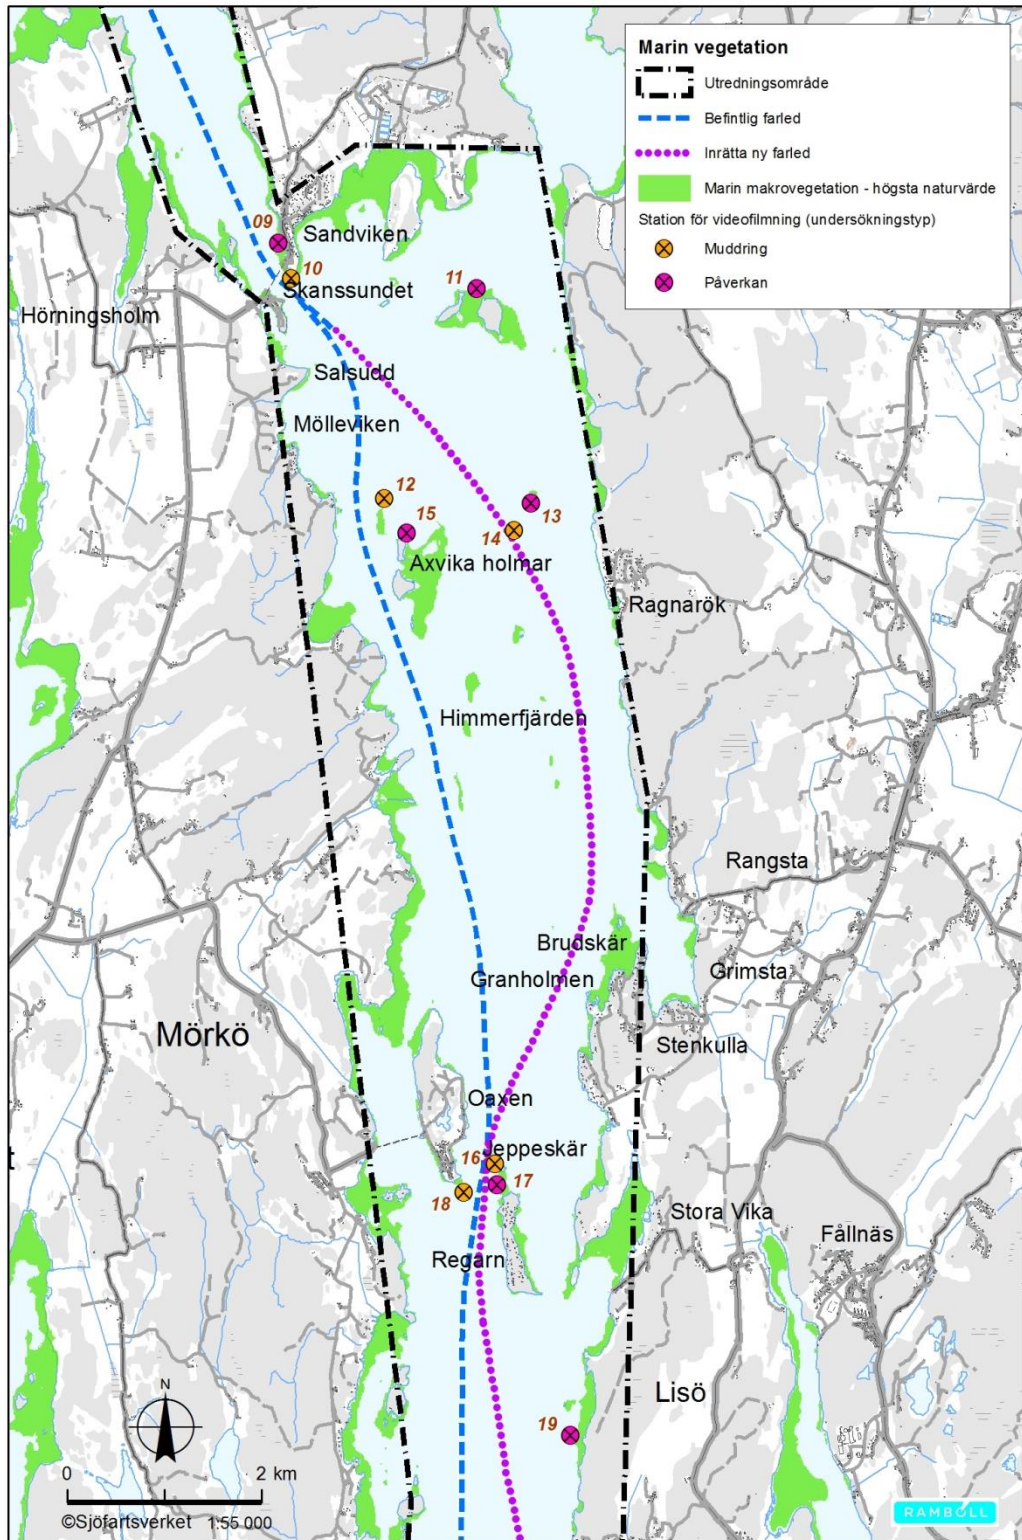 Marin vegetation
Utredningsområde
Befintlig farled
Inrätta ny farled
Marin makrovegetation - högsta naturvärde
Station för videofilmning (undersökningstyp)
Muddring
Påverkan
09
Sandviken
10
11
Skanssundet
Hörningsholm
Salsudd
Mölleviken
12
15
13
14
Axvika holmar
Ragnarök
Himmerfjärden
Rangsta
Brudskär
Granholmen
Grimsta
Mörkö
Stenkulla
Oaxen
Jeppeskär
16
17
18
Stora Vika
Fållnäs
Regarn
t
Lisö
19
N
0 2 km
©Sjöfartsverket 1:55 000
RAMBOLL